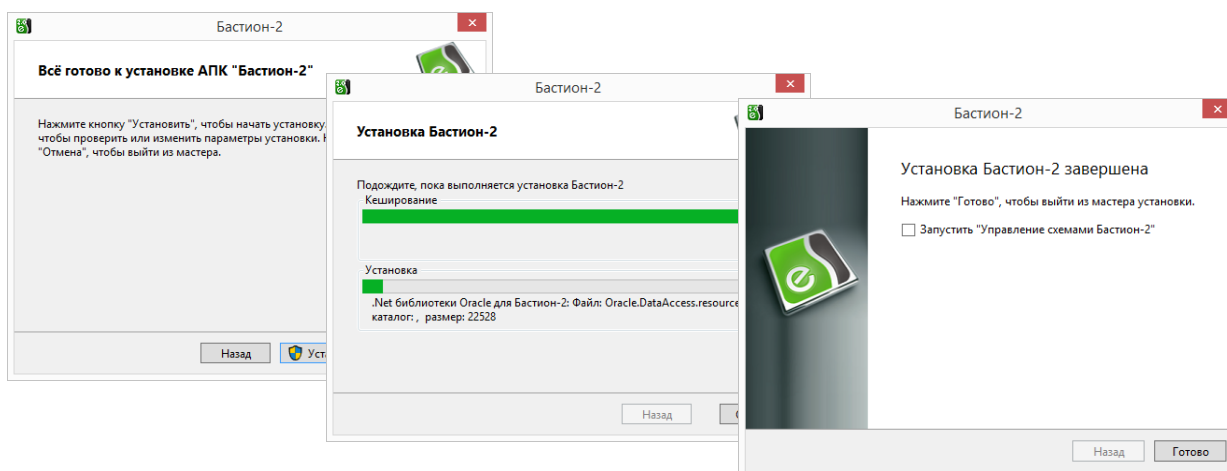 Бастион-2
Всё готово к установке АПК "Бастион-2"
Нажмите кнопку "Установить", чтобы начать установку.
чтобы проверить или изменить параметры установки.
"Отмена", чтобы выйти из мастера.
Назад
Бастион-2
Установка Бастион-2
Подождите, пока выполняется установка Бастион-2
Кеширование
Установка
.Net библиотеки Oracle для Бастион-2: Файл: Oracle.DataAccess.resource
каталог: , размер: 22528
Назад
Бастион-2
Установка Бастион-2 завершена
Нажмите "Готово", чтобы выйти из мастера установки.
Запустить "Управление схемами Бастион-2"
Назад
Готово